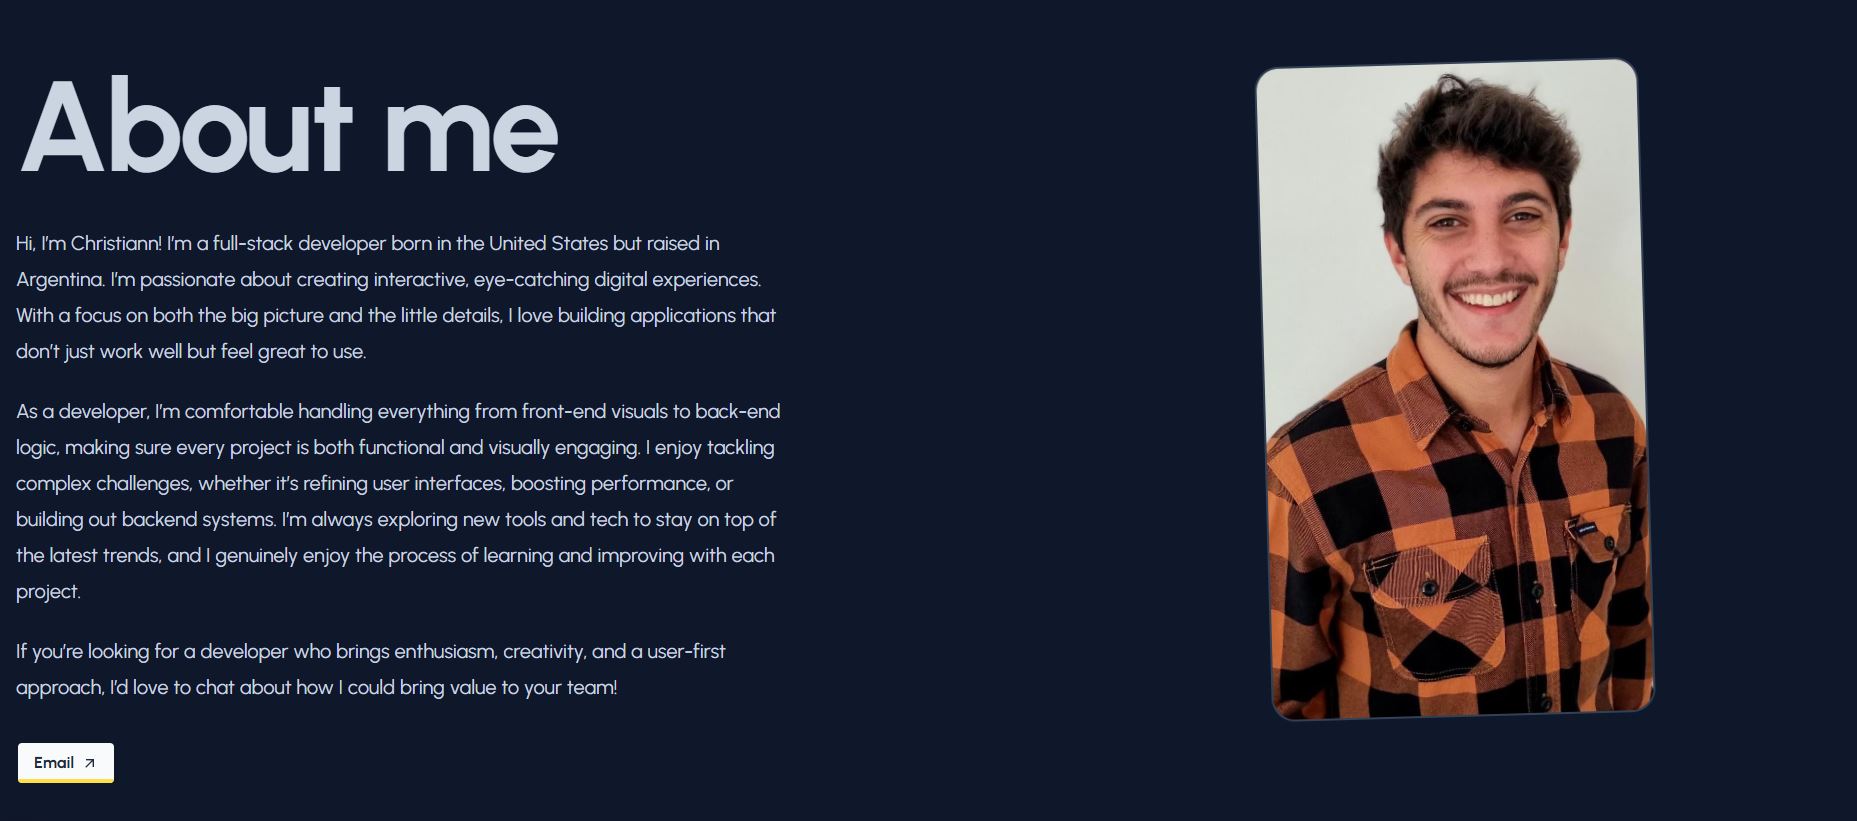 About me
Hi, I'm Christiann! I'm a full-stack developer born in the United States but raised in
Argentina. I'm passionate about creating interactive, eye-catching digital experiences.
With a focus on both the big picture and the little details, I love building applications that
don't just work well but feel great to use.
As a developer, I'm comfortable handling everything from front-end visuals to back-end
logic, making sure every project is both functional and visually engaging. I enjoy tackling
complex challenges, whether it's refining user interfaces, boosting performance, or
building out backend systems. I'm always exploring new tools and tech to stay on top of
the latest trends, and I genuinely enjoy the process of learning and improving with each
project.
If you're looking for a developer who brings enthusiasm, creativity, and a user-first
approach, I'd love to chat about how I could bring value to your team!
Email